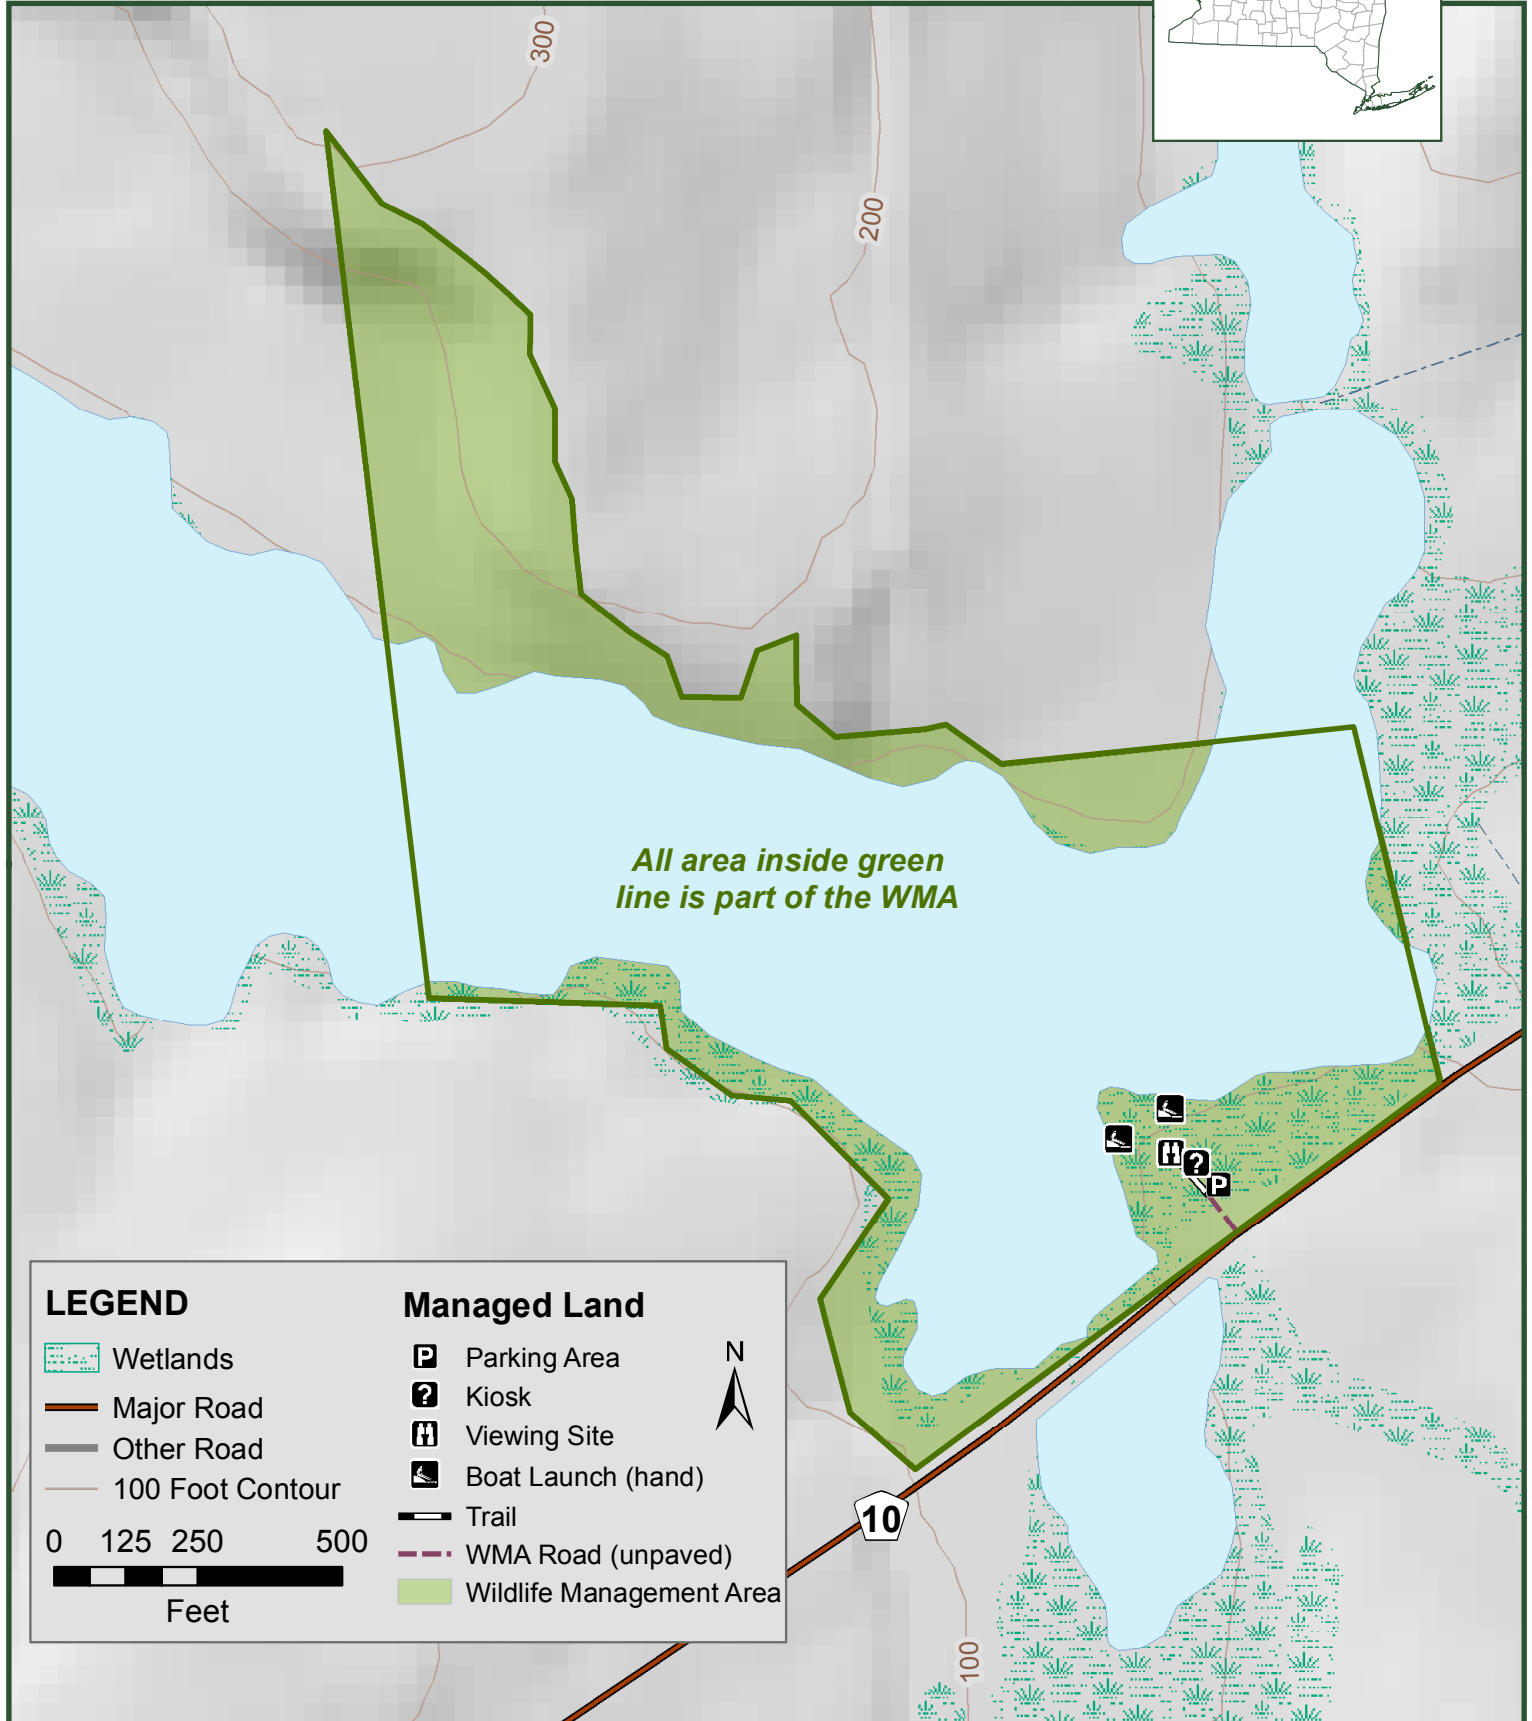 300
200
All area inside green
line is part of the WMA
P
?
LEGEND
Wetlands
Major Road
Other Road
100 Foot Contour
0 125 250 500
Feet
Managed Land
P Parking Area
? Kiosk
Viewing Site
Boat Launch (hand)
Trail
WMA Road (unpaved)
Wildlife Management Area
N
10
100